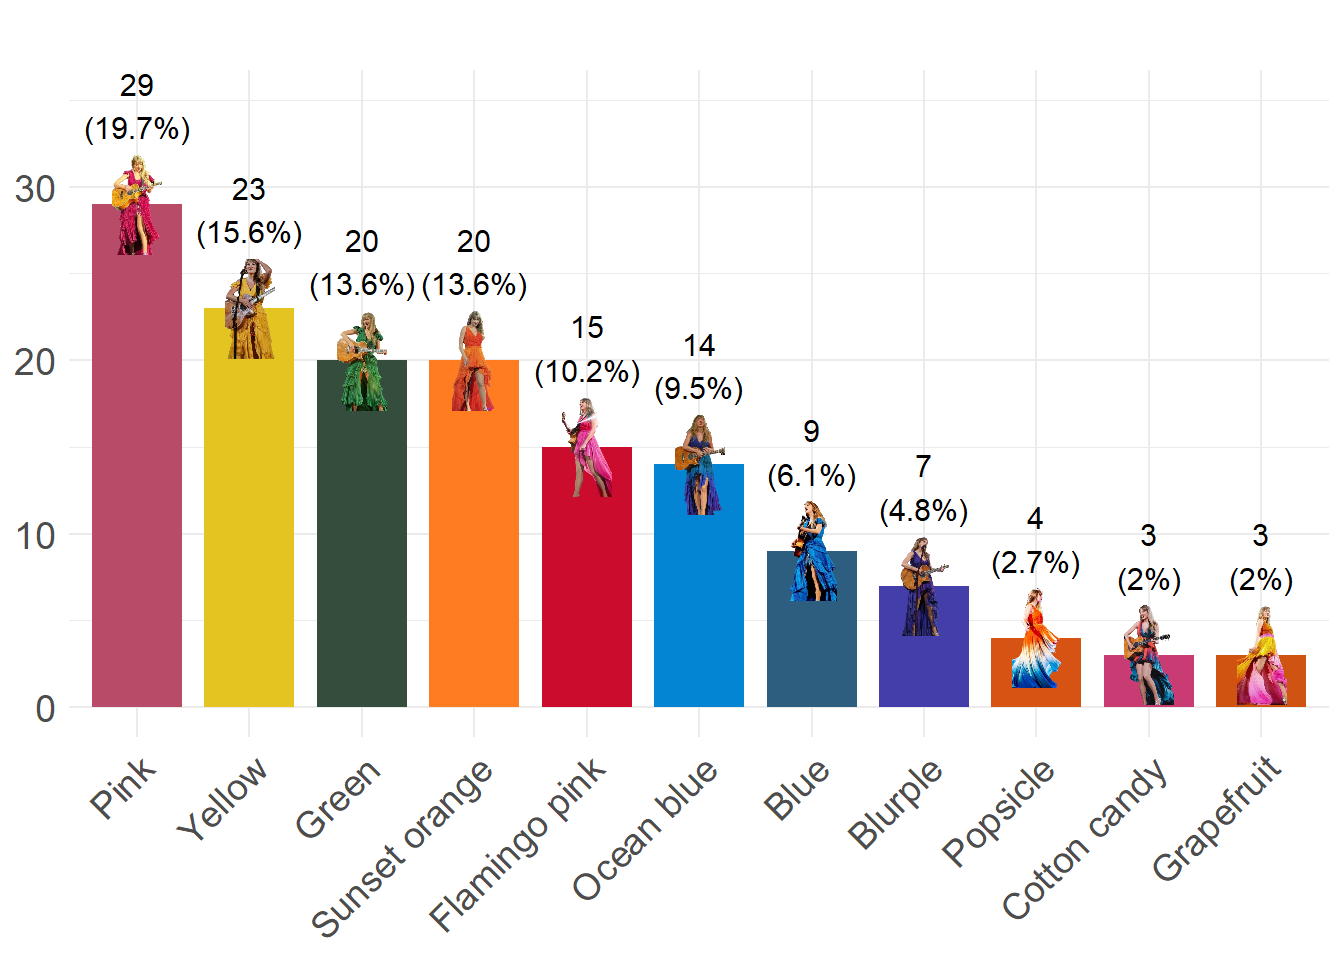 29
(19.7%)
23
(15.6%)
20
(13.6%)
20
(13.6%)
15
(10.2%)
14
(9.5%)
9
(6.1%)
7
(4.8%)
4
(2.7%)
3
(2%)
3
(2%)
30
20
10
0
Pink
Yellow
Green
Sunset orange
Flamingo pink
Ocean blue
Blue
Blurple
Popsicle
Cotton candy
Grapefruit